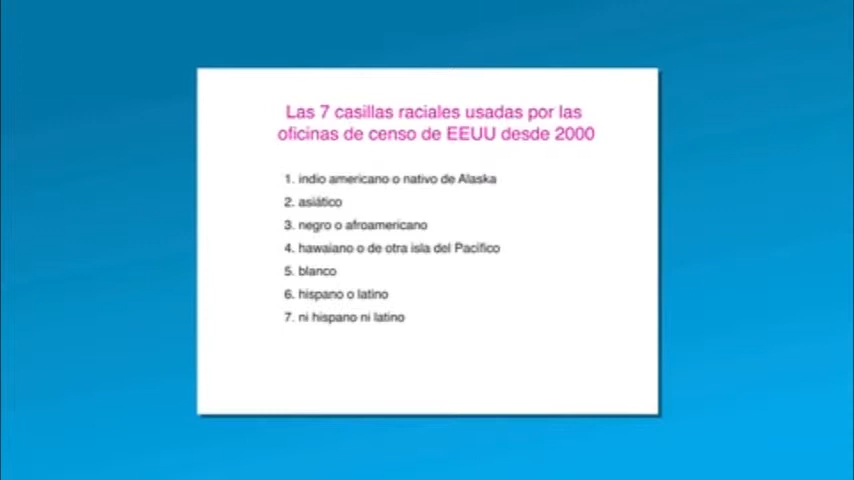 Las 7 casillas raciales usadas por las
oficinas de censo de EEUU desde 2000
1. indio americano o nativo de Alaska
2. asiático
3. negro o afroamericano
4. hawaiano o de otra isla del Pacífico
5. blanco
6. hispano o latino
7. ni hispano ni latino